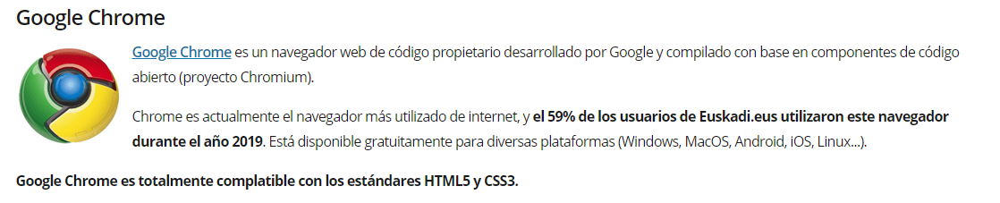 Google Chrome
Google Chrome es un navegador web de código propietario desarrollado por Google y compilado con base en componentes de código
abierto (proyecto Chromium).
Chrome es actualmente el navegador más utilizado de internet, y el 59% de los usuarios de Euskadi.eus utilizaron este navegador
durante el año 2019. Está disponible gratuitamente para diversas plataformas (Windows, MacOS, Android, iOS, Linux...).
Google Chrome es totalmente complatible con los estándares HTML5 y CSS3.